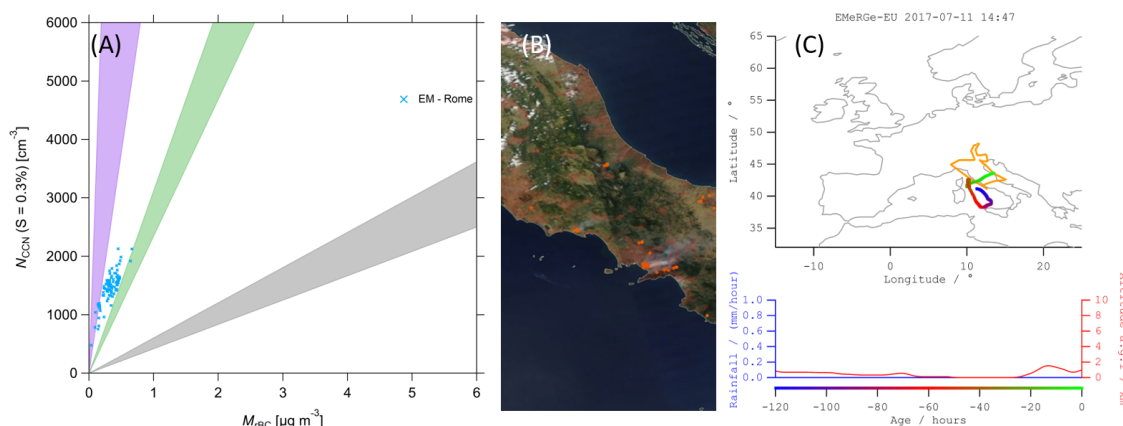 (A)
6000
5000
4000
3000
2000
1000
0
N_CCN (S = 0.3%) [cm⁻³]
× EM - Rome
0 1 2 3 4 5 6
M_rBC [µg m⁻³]
(B)
EMeRGe-EU 2017-07-11 14:47
(C)
65
60
55
50
45
40
35
Latitude / °
-10 0 10 20
Longitude / °
Rainfall / (mm/hour)
1.0
0.8
0.6
0.4
0.2
0.0
10
8
6
4
2
0
-120 -100 -80 -60 -40 -20 0
Age / hours